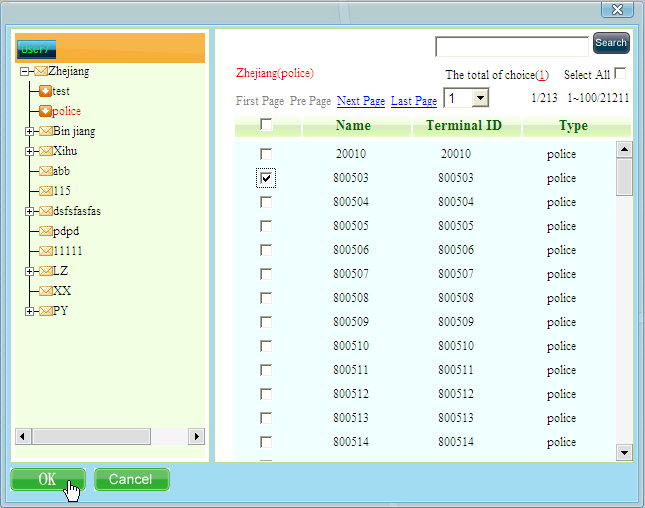 User7
Zhejiang
test
police
Bin jiang
Xihu
abb
115
dsfsfasfas
pdpd
11111
LZ
XX
PY
Search
Zhejiang(police) The total of choice(1) Select All
First Page Pre Page Next Page Last Page 1 1/213 1~100/21211
Name Terminal ID Type
20010 20010 police
800503 800503 police
800504 800504 police
800505 800505 police
800506 800506 police
800507 800507 police
800508 800508 police
800509 800509 police
800510 800510 police
800511 800511 police
800512 800512 police
800513 800513 police
800514 800514 police
OK Cancel